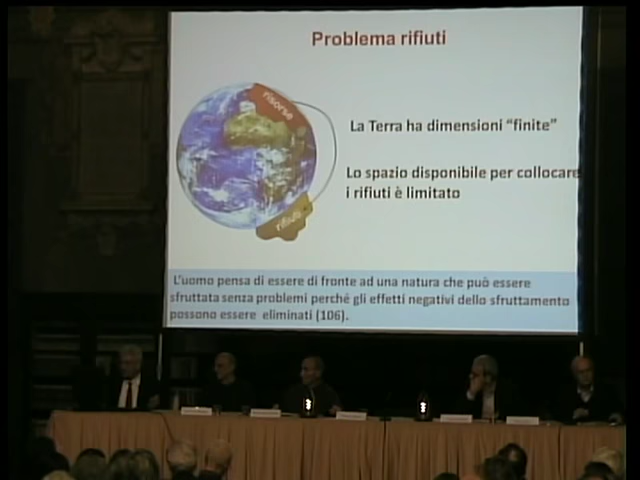 Problema rifiuti
risorse
La Terra ha dimensioni “finite”
Lo spazio disponibile per collocare
i rifiuti è limitato
rifiuti
L'uomo pensa di essere di fronte ad una natura che può essere
sfruttata senza problemi perché gli effetti negativi dello sfruttamento
possono essere eliminati (106).